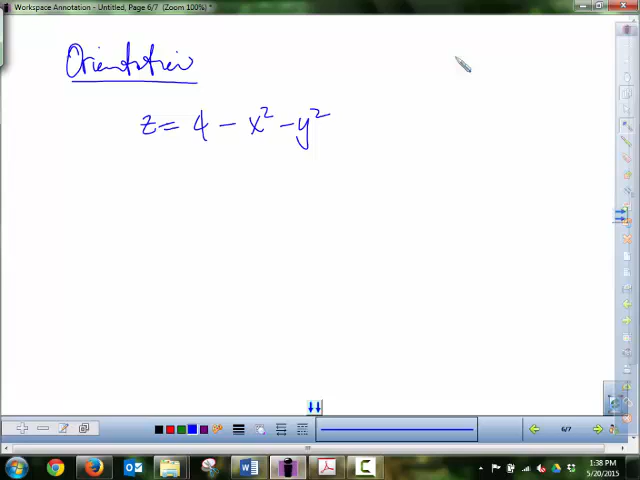 Workspace Annotation - Untitled, Page 6/7 (Zoom 100%) *
Orientation
z = 4 - x² - y²
6/7
1:38 PM
5/20/2015